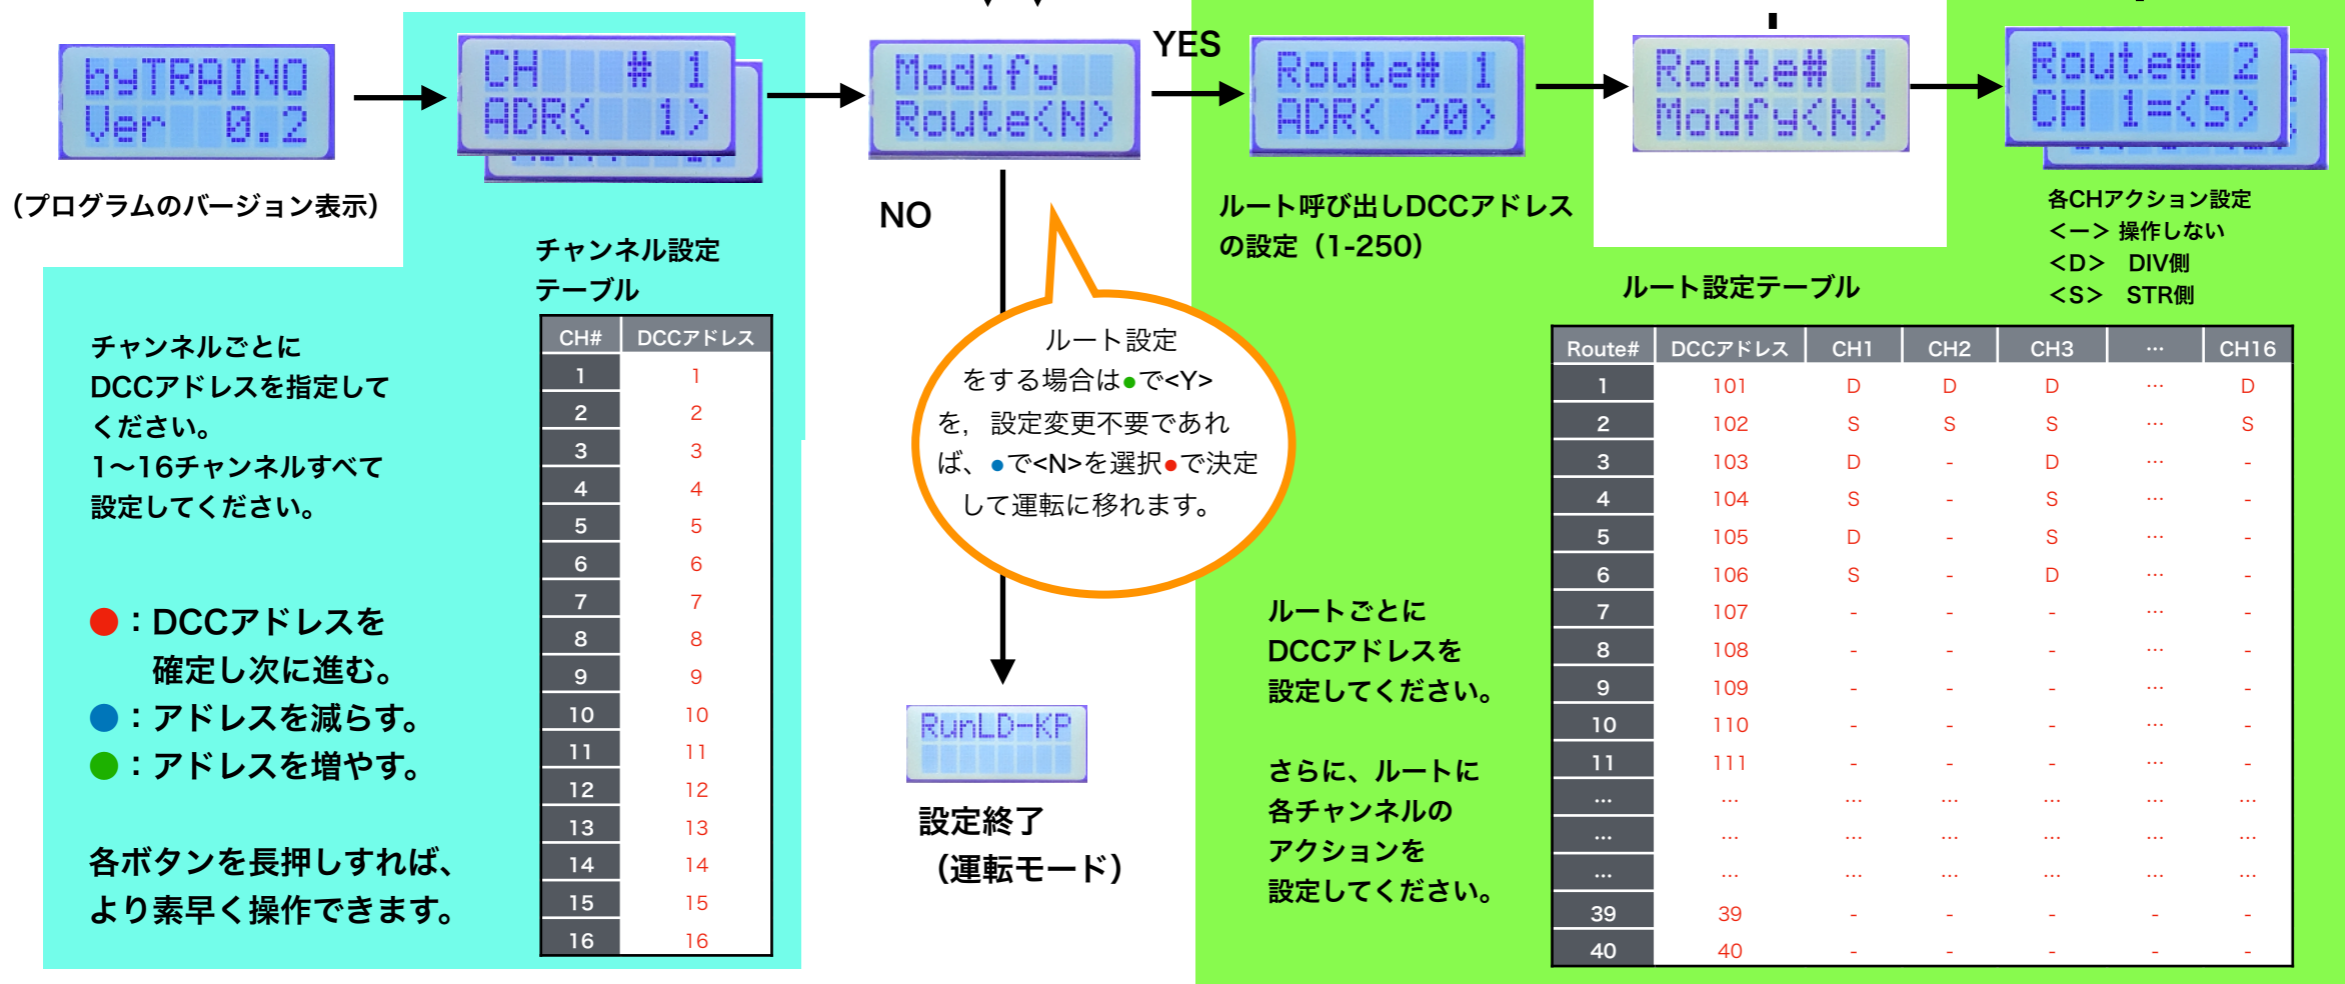 byTRAINO
Ver 0.2
(プログラムのバージョン表示)
CH # 1
ADR< 1>
Modify
Route<N>
YES
NO
Route# 1
ADR< 20>
Route# 1
Modfy<N>
Route# 2
CH 1=<S>
ルート呼び出しDCCアドレス
の設定（1-250）
各CHアクション設定
＜ー＞ 操作しない
＜D＞ DIV側
＜S＞ STR側
チャンネルごとに
DCCアドレスを指定して
ください。
1〜16チャンネルすべて
設定してください。
●：DCCアドレスを
確定し次に進む。
●：アドレスを減らす。
●：アドレスを増やす。
各ボタンを長押しすれば、
より素早く操作できます。
チャンネル設定
テーブル
CH# DCCアドレス
1 1
2 2
3 3
4 4
5 5
6 6
7 7
8 8
9 9
10 10
11 11
12 12
13 13
14 14
15 15
16 16
ルート設定
をする場合は●で<Y>
を，設定変更不要であれ
ば、●で<N>を選択●で決定
して運転に移れます。
RunLD-KP
設定終了
（運転モード）
ルートごとに
DCCアドレスを
設定してください。
さらに、ルートに
各チャンネルの
アクションを
設定してください。
ルート設定テーブル
Route# DCCアドレス CH1 CH2 CH3 … CH16
1 101 D D D … D
2 102 S S S … S
3 103 D - D … -
4 104 S - S … -
5 105 D - S … -
6 106 S - D … -
7 107 - - - … -
8 108 - - - … -
9 109 - - - … -
10 110 - - - … -
11 111 - - - … -
… … … … … … …
… … … … … … …
… … … … … … …
39 39 - - - - -
40 40 - - - - -